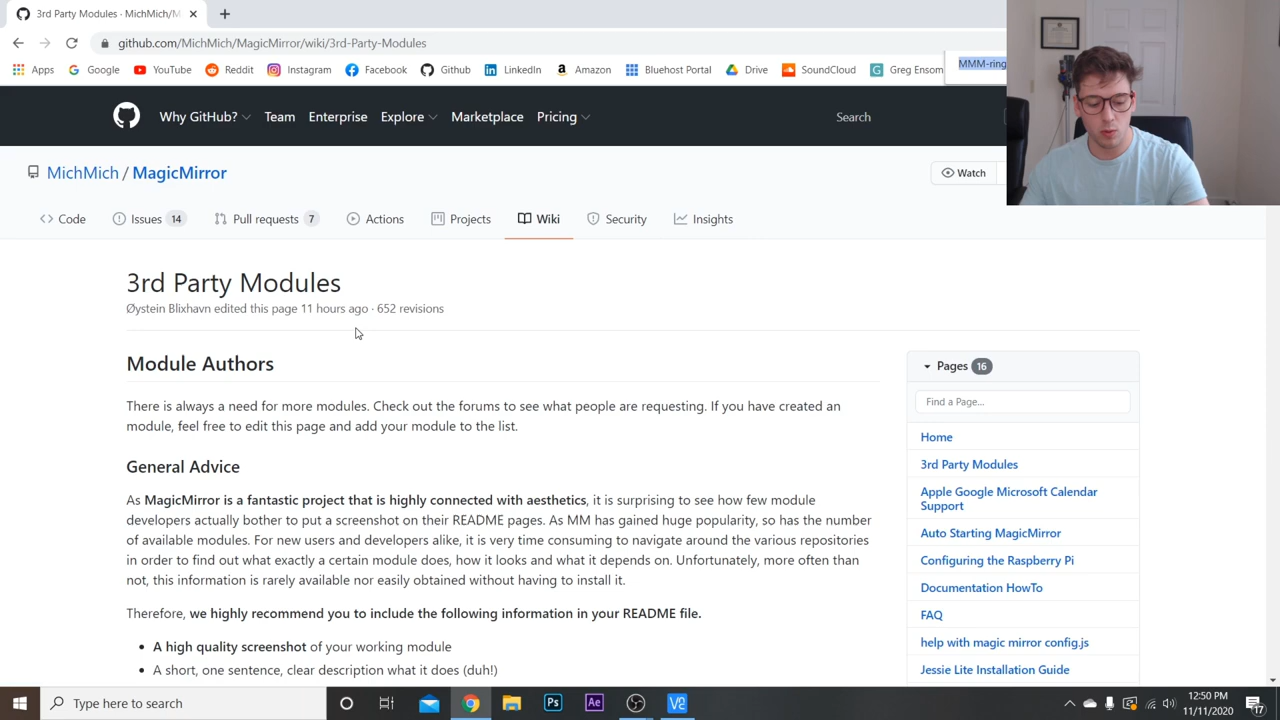 3rd Party Modules · MichMich/M
github.com/MichMich/MagicMirror/wiki/3rd-Party-Modules
Apps Google YouTube Reddit Instagram Facebook Github LinkedIn Amazon Bluehost Portal Drive SoundCloud Greg Ensom
MMM-ring
Why GitHub? Team Enterprise Explore Marketplace Pricing Search
MichMich / MagicMirror
Watch
Code Issues 14 Pull requests 7 Actions Projects Wiki Security Insights
3rd Party Modules
Øystein Blixhavn edited this page 11 hours ago · 652 revisions
Module Authors
There is always a need for more modules. Check out the forums to see what people are requesting. If you have created an
module, feel free to edit this page and add your module to the list.
General Advice
As MagicMirror is a fantastic project that is highly connected with aesthetics, it is surprising to see how few module
developers actually bother to put a screenshot on their README pages. As MM has gained huge popularity, so has the number
of available modules. For new users and developers alike, it is very time consuming to navigate around the various repositories
in order to find out what exactly a certain module does, how it looks and what it depends on. Unfortunately, more often than
not, this information is rarely available nor easily obtained without having to install it.
Therefore, we highly recommend you to include the following information in your README file.
• A high quality screenshot of your working module
• A short, one sentence, clear description what it does (duh!)
Pages 16
Find a Page...
Home
3rd Party Modules
Apple Google Microsoft Calendar
Support
Auto Starting MagicMirror
Configuring the Raspberry Pi
Documentation HowTo
FAQ
help with magic mirror config.js
Jessie Lite Installation Guide
Type here to search
Ps
Ae
12:50 PM
11/11/2020
17